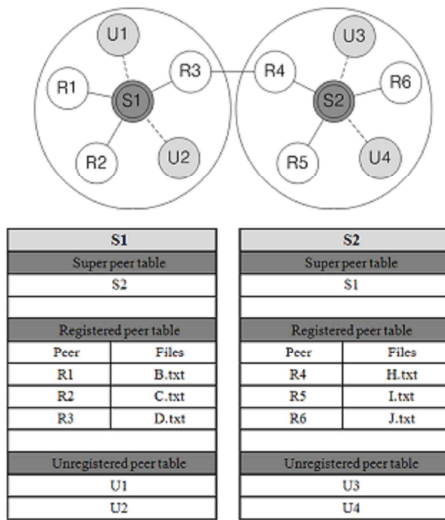 U1
U3
R1
R3
R4
R6
S1
S2
R2
U2
R5
U4
S1
Super peer table
S2
Registered peer table
Peer Files
R1 B.txt
R2 C.txt
R3 D.txt
Unregistered peer table
U1
U2
S2
Super peer table
S1
Registered peer table
Peer Files
R4 H.txt
R5 I.txt
R6 J.txt
Unregistered peer table
U3
U4